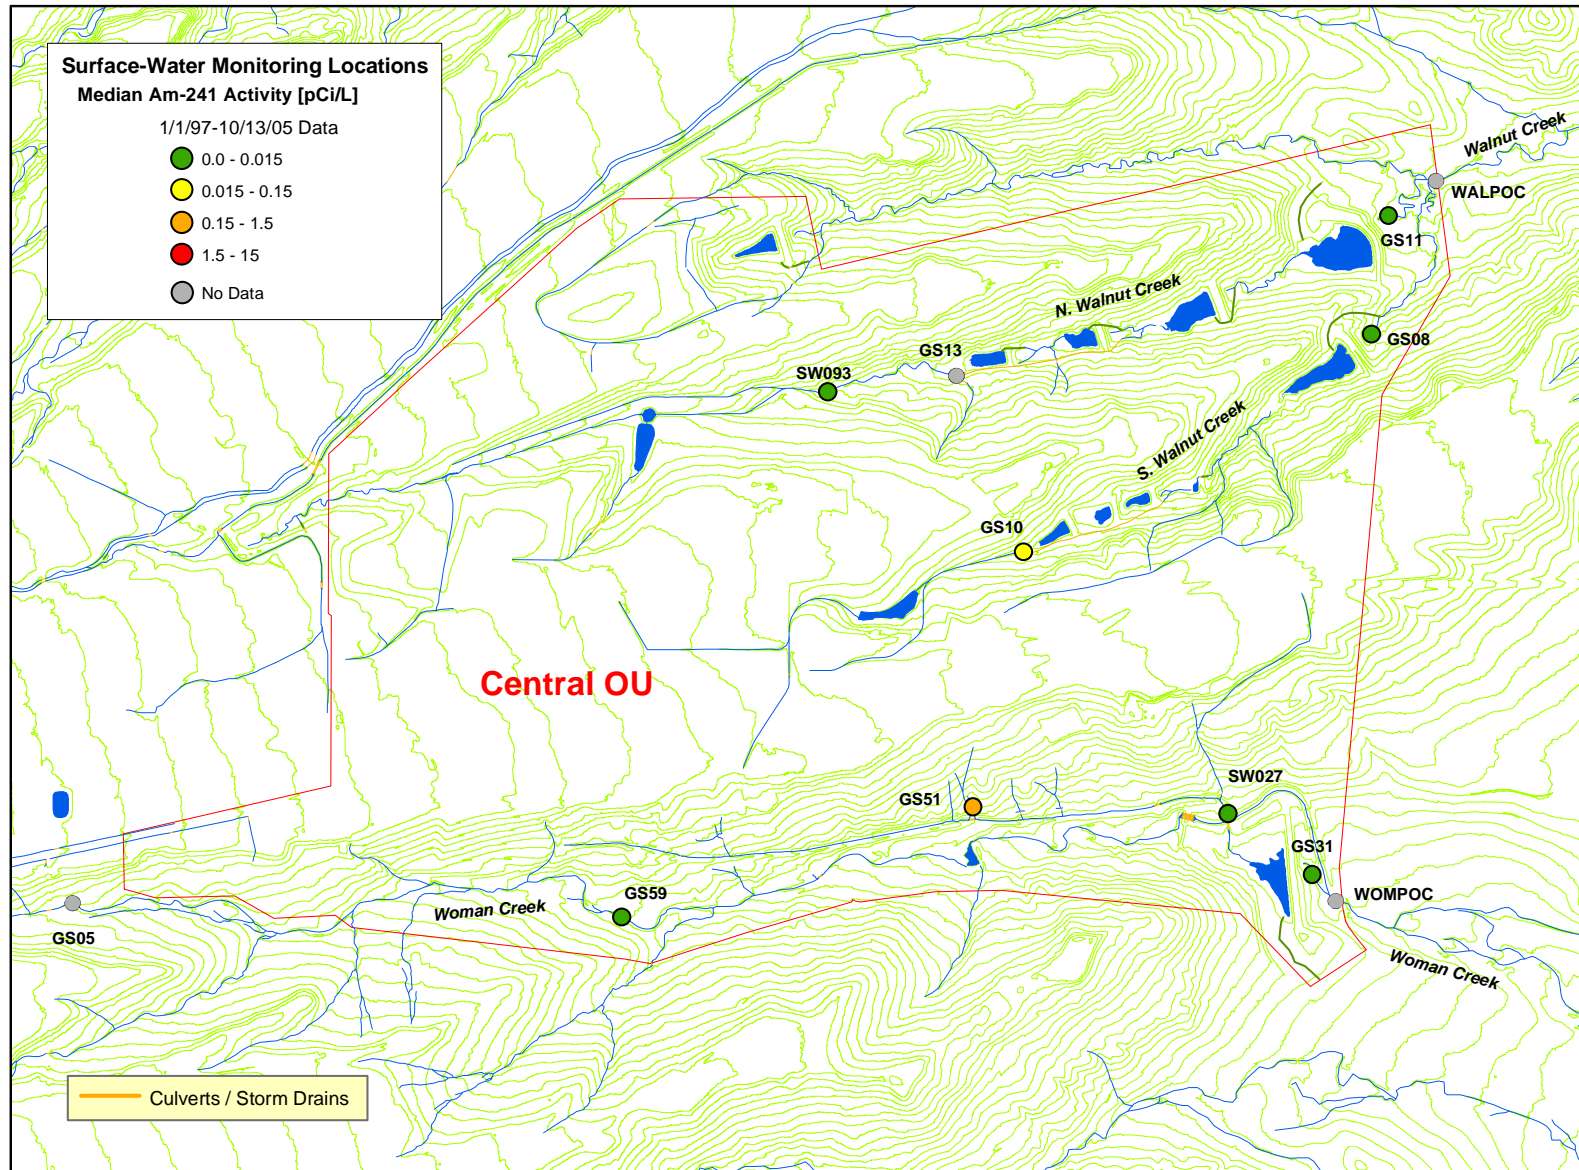 Surface-Water Monitoring Locations
Median Am-241 Activity [pCi/L]
1/1/97-10/13/05 Data
0.0 - 0.015
0.015 - 0.15
0.15 - 1.5
1.5 - 15
No Data
Walnut Creek
WALPOC
GS11
N. Walnut Creek
GS08
GS13
SW093
S. Walnut Creek
GS10
Central OU
SW027
GS51
GS31
WOMPOC
GS59
Woman Creek
GS05
Woman Creek
Culverts / Storm Drains